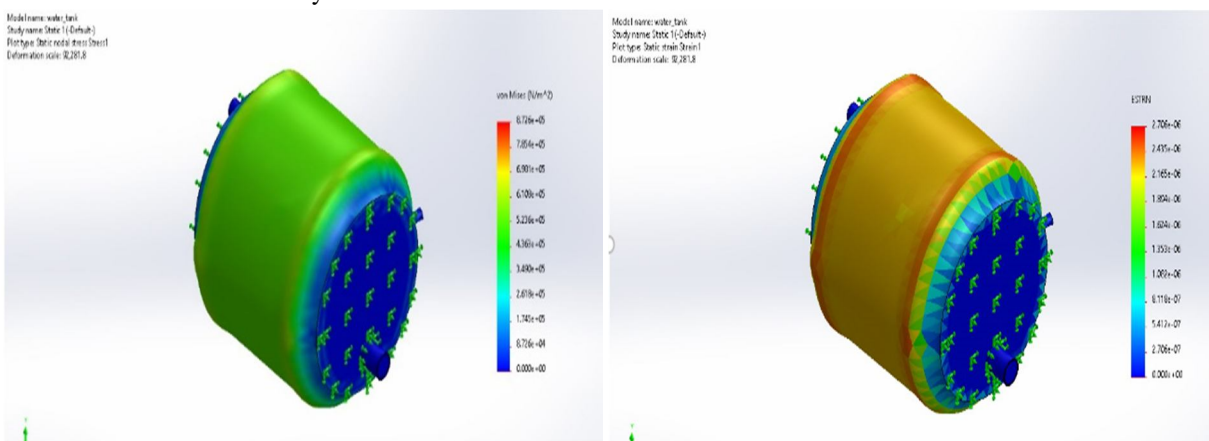 Model name: water_tank
Study name: Static 1(-Default-)
Plot type: Static nodal stress Stress1
Deformation scale: 92,281.8
von Mises (N/m^2)
8.726e+05
7.854e+05
6.981e+05
6.109e+05
5.236e+05
4.363e+05
3.490e+05
2.618e+05
1.745e+05
8.726e+04
0.000e+00
Model name: water_tank
Study name: Static 1(-Default-)
Plot type: Static strain Strain1
Deformation scale: 92,281.8
ESTRN
2.706e-06
2.435e-06
2.165e-06
1.894e-06
1.624e-06
1.353e-06
1.082e-06
8.118e-07
5.412e-07
2.706e-07
0.000e+00